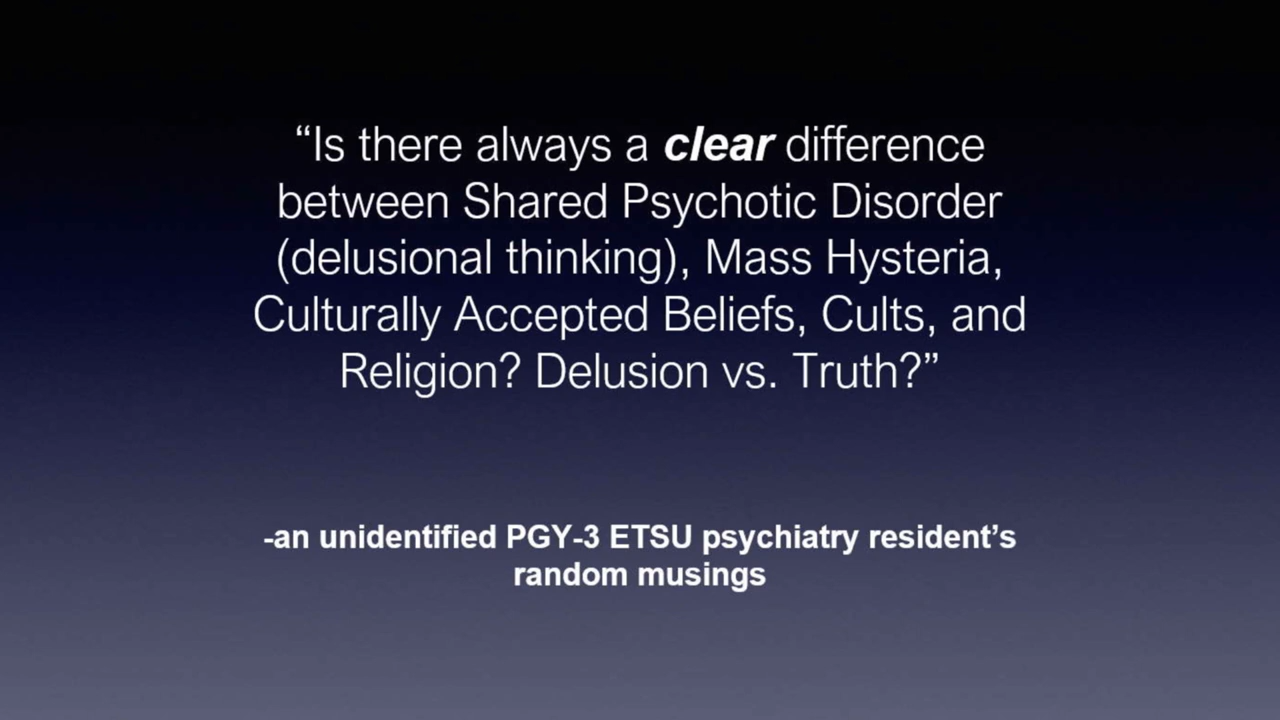 “Is there always a clear difference
between Shared Psychotic Disorder
(delusional thinking), Mass Hysteria,
Culturally Accepted Beliefs, Cults, and
Religion? Delusion vs. Truth?”
-an unidentified PGY-3 ETSU psychiatry resident’s
random musings